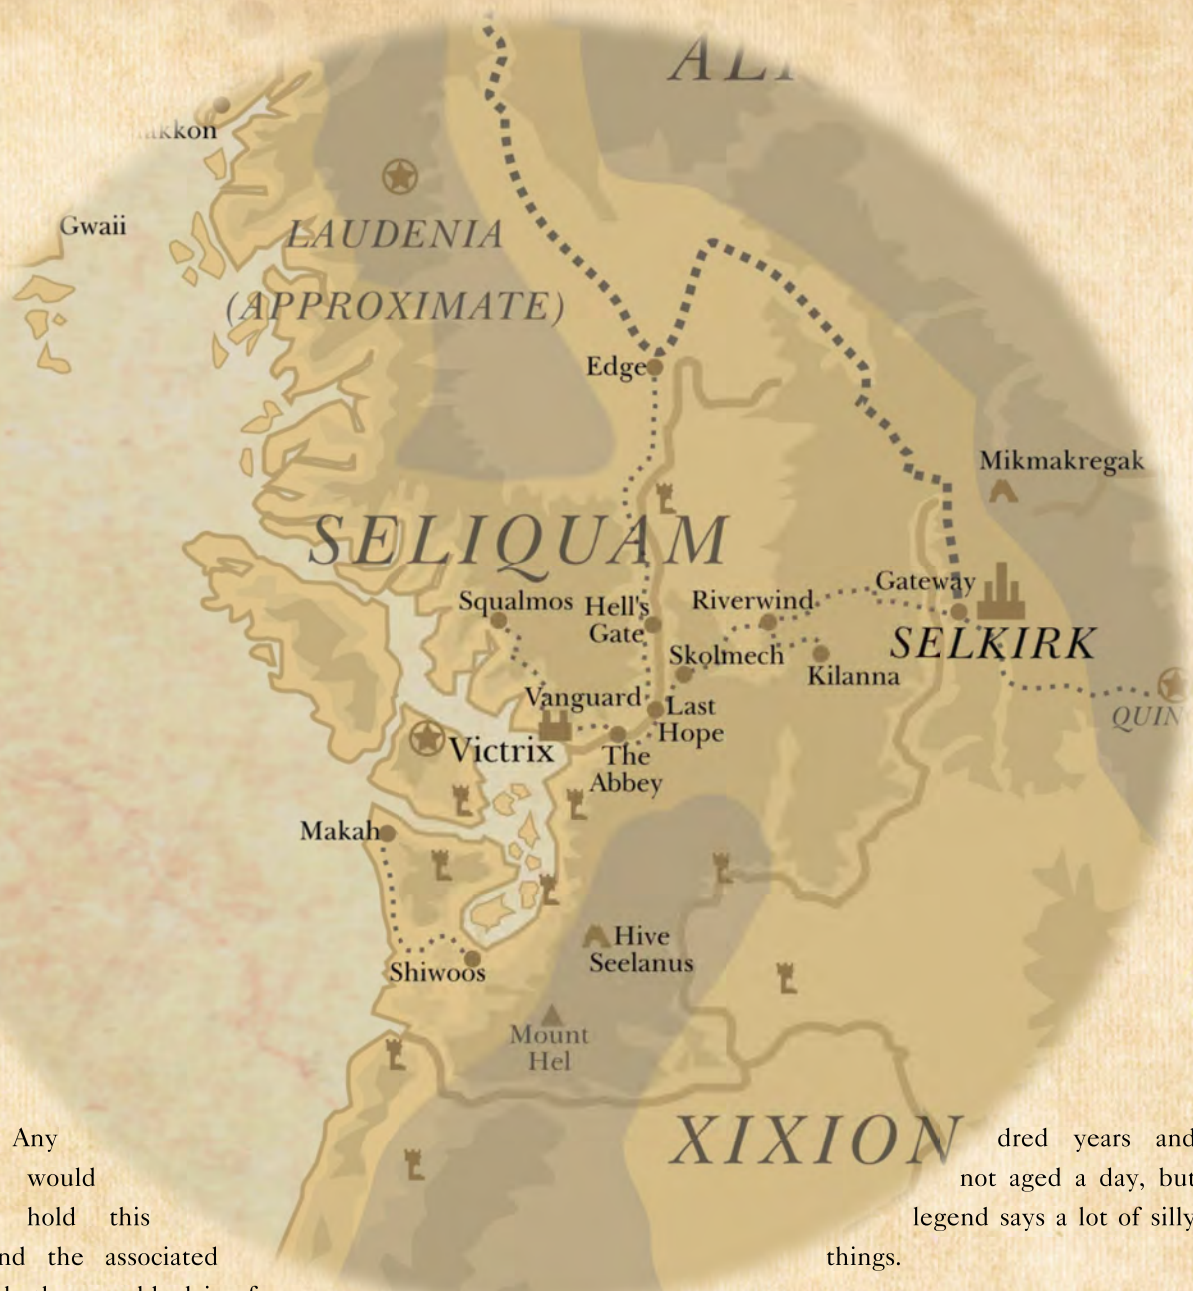 ALI
kkon
Gwaii
LAUDENIA
(APPROXIMATE)
Edge
Mikmakregak
SELIQUAM
Gateway
Squalmos
Hell's
Gate
Riverwind
SELKIRK
Skolmech
Kilanna
Vanguard
Last
Hope
QUIN
Victrix
The
Abbey
Makah
Hive
Seelanus
Shiwoos
Mount
Hel
XIXION
Any
would
hold this
nd the associated
dred years and
not aged a day, but
legend says a lot of silly
things.